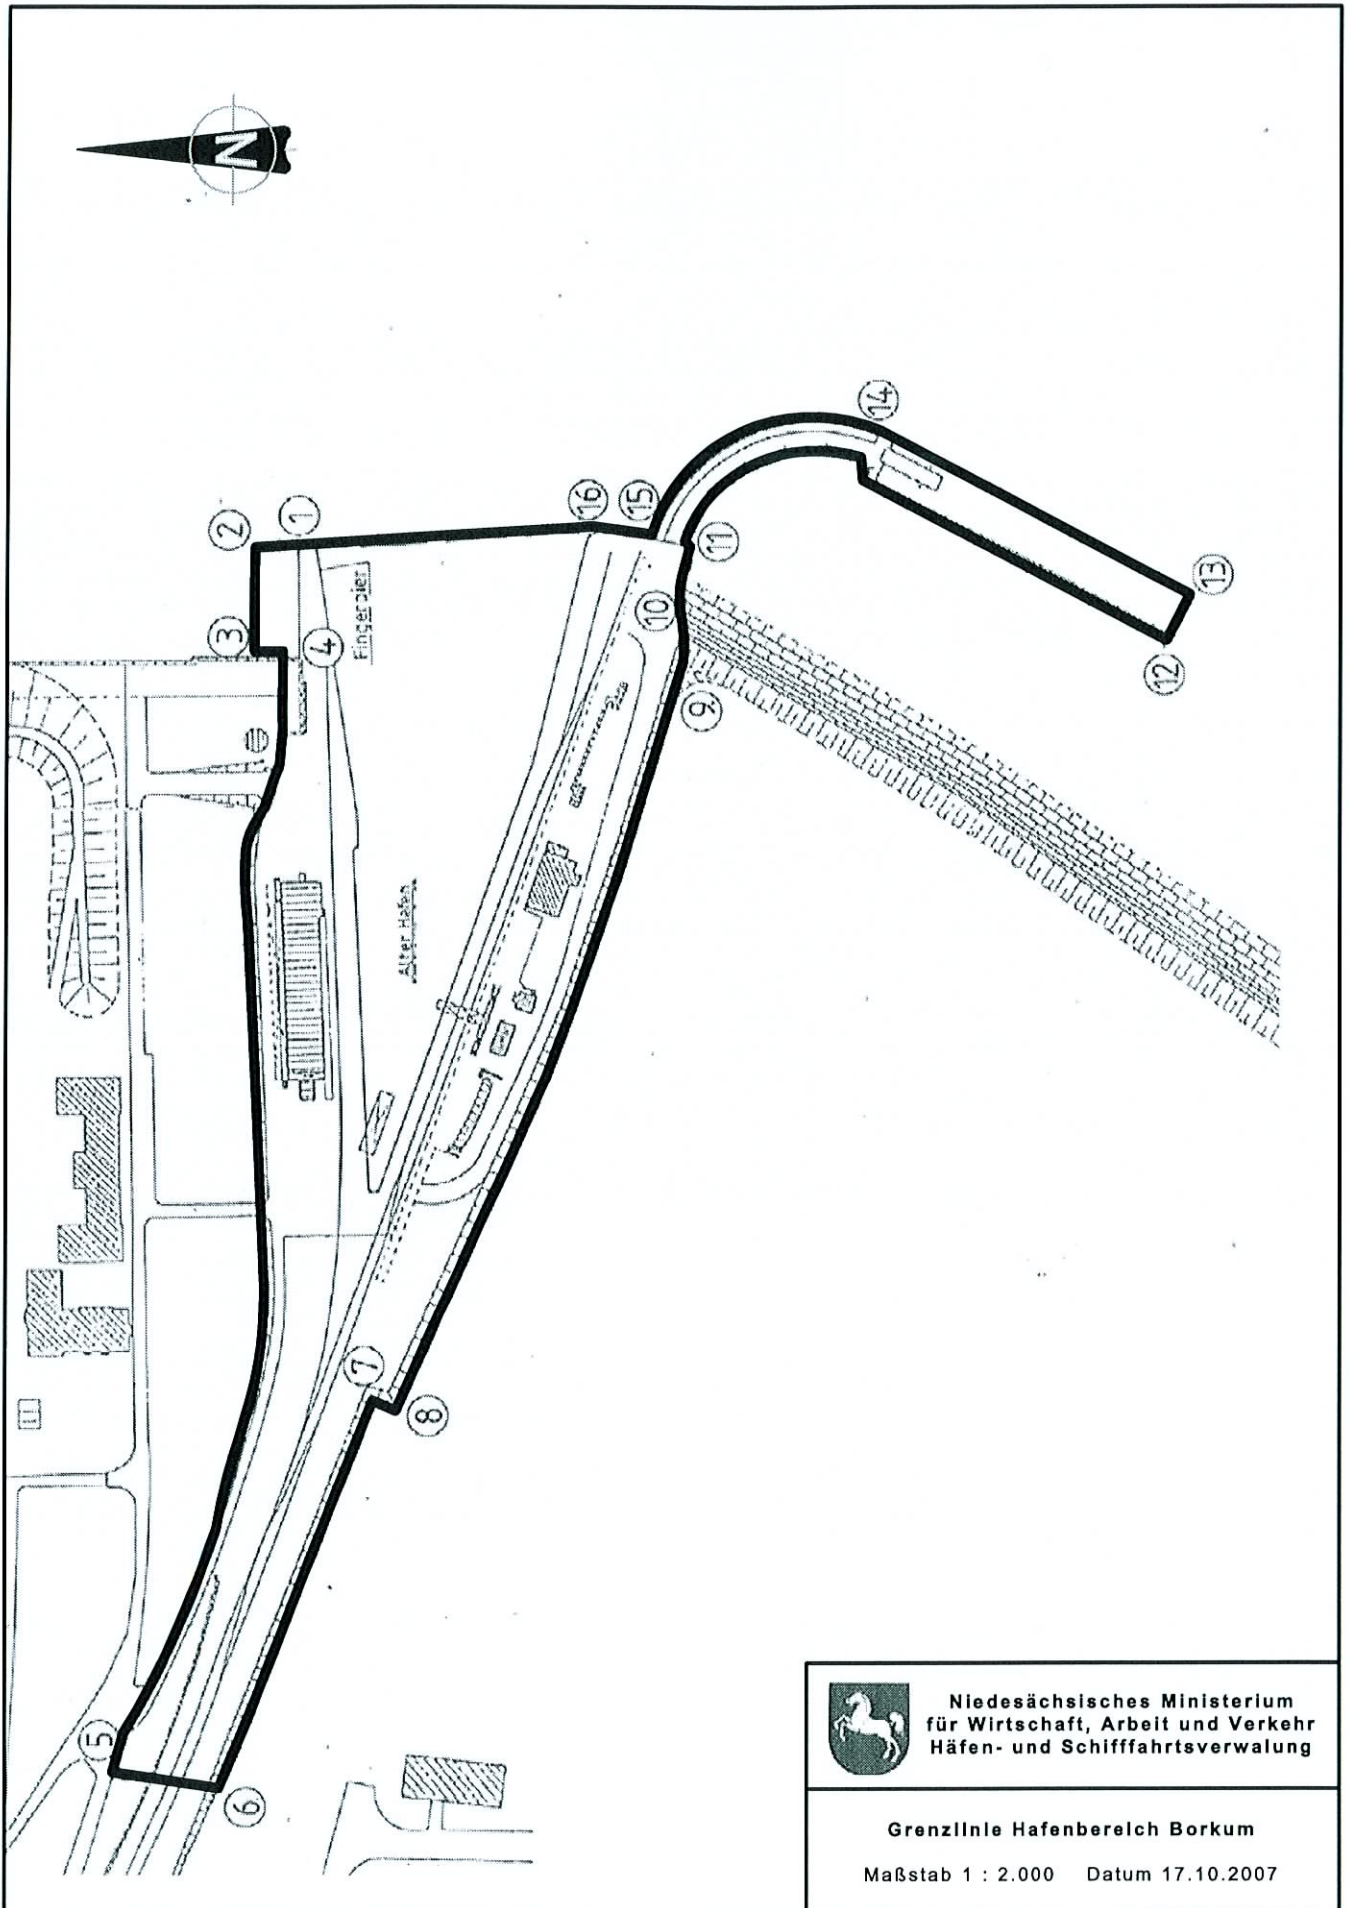 N
14
16
15
2
1
11
3
Fingerpier
10
4
13
12
9
Alter Hafen
7
8
5
6
Niedesächsisches Ministerium
für Wirtschaft, Arbeit und Verkehr
Häfen- und Schifffahrtsverwalung
Grenzlinie Hafenbereich Borkum
Maßstab 1 : 2.000 Datum 17.10.2007